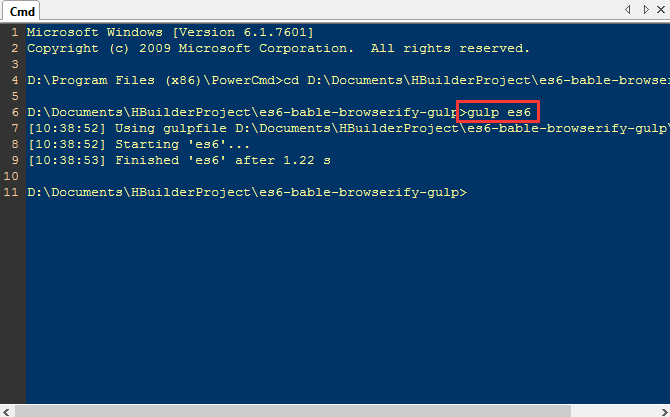 Cmd
1 Microsoft Windows [Version 6.1.7601]
2 Copyright (c) 2009 Microsoft Corporation.  All rights reserved.
3
4 D:\Program Files (x86)\PowerCmd>cd D:\Documents\HBuilderProject\es6-bable-browser
5
6 D:\Documents\HBuilderProject\es6-bable-browserify-gulp>gulp es6
7 [10:38:52] Using gulpfile D:\Documents\HBuilderProject\es6-bable-browserify-gulp\
8 [10:38:52] Starting 'es6'...
9 [10:38:53] Finished 'es6' after 1.22 s
10
11 D:\Documents\HBuilderProject\es6-bable-browserify-gulp>